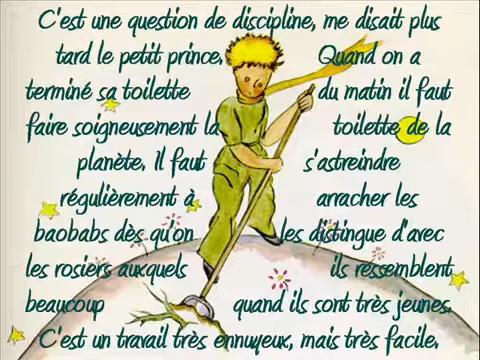 C'est une question de discipline, me disait plus
tard le petit prince. Quand on a
terminé sa toilette du matin il faut
faire soigneusement la toilette de la
planète. Il faut s'astreindre
régulièrement à arracher les
baobabs dès qu'on les distingue d'avec
les rosiers auxquels ils ressemblent
beaucoup quand ils sont très jeunes.
C'est un travail très ennuyeux, mais très facile.